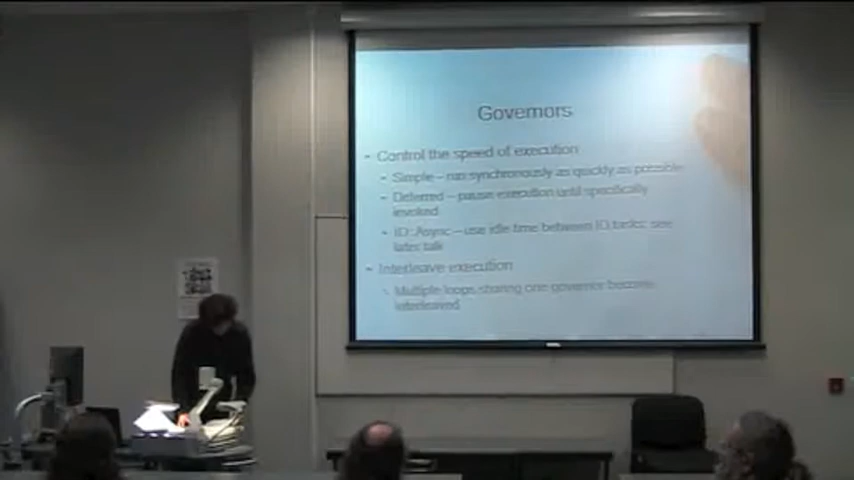 Governors
- Control the speed of execution
- Simple – run synchronously as quickly as possible
- Deferred – pause execution until specifically
invoked
- IO::Async – use idle time between IO tasks; see
later talk
- Interleave execution
- Multiple loops sharing one governor become
interleaved